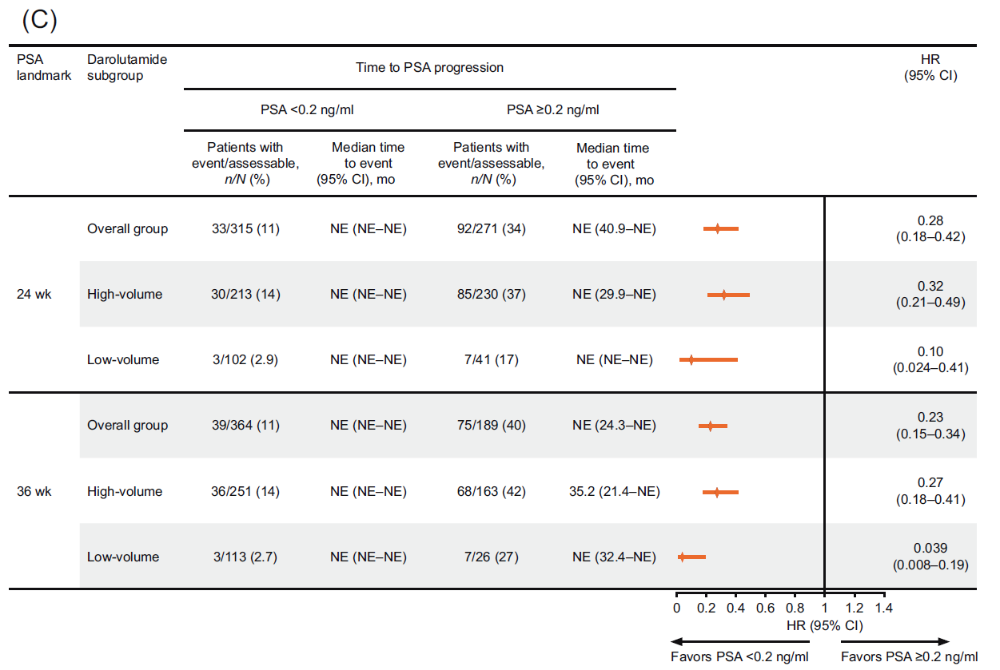 (C)
PSA landmark Darolutamide subgroup Time to PSA progression HR (95% CI)
PSA <0.2 ng/ml PSA ≥0.2 ng/ml
Patients with event/assessable, n/N (%) Median time to event (95% CI), mo Patients with event/assessable, n/N (%) Median time to event (95% CI), mo
Overall group 33/315 (11) NE (NE–NE) 92/271 (34) NE (40.9–NE) 0.28 (0.18–0.42)
24 wk High-volume 30/213 (14) NE (NE–NE) 85/230 (37) NE (29.9–NE) 0.32 (0.21–0.49)
Low-volume 3/102 (2.9) NE (NE–NE) 7/41 (17) NE (NE–NE) 0.10 (0.024–0.41)
Overall group 39/364 (11) NE (NE–NE) 75/189 (40) NE (24.3–NE) 0.23 (0.15–0.34)
36 wk High-volume 36/251 (14) NE (NE–NE) 68/163 (42) 35.2 (21.4–NE) 0.27 (0.18–0.41)
Low-volume 3/113 (2.7) NE (NE–NE) 7/26 (27) NE (32.4–NE) 0.039 (0.008–0.19)
0 0.2 0.4 0.6 0.8 1 1.2 1.4
HR (95% CI)
Favors PSA <0.2 ng/ml Favors PSA ≥0.2 ng/ml